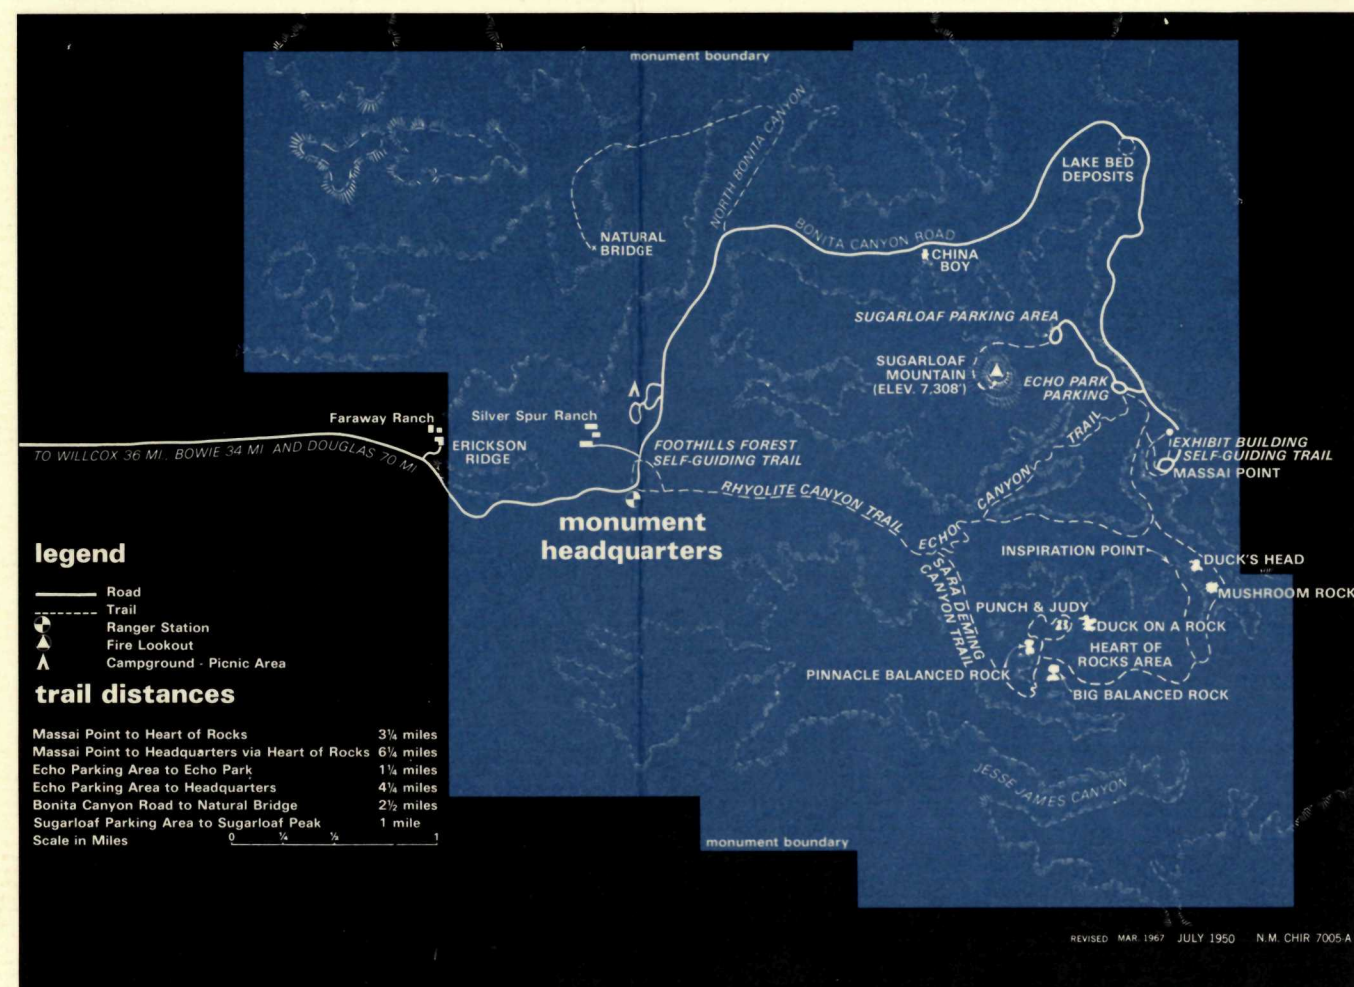 monument boundary
NORTH BONITA CANYON
LAKE BED
DEPOSITS
NATURAL
BRIDGE
BONITA CANYON ROAD
CHINA
BOY
SUGARLOAF PARKING AREA
SUGARLOAF
MOUNTAIN
(ELEV. 7,308')
ECHO PARK
PARKING
Faraway Ranch
Silver Spur Ranch
ERICKSON
RIDGE
TO WILLCOX 36 MI., BOWIE 34 MI. AND DOUGLAS 70 MI.
FOOTHILLS FOREST
SELF-GUIDING TRAIL
EXHIBIT BUILDING
SELF-GUIDING TRAIL
MASSAI POINT
RHYOLITE CANYON TRAIL
ECHO CANYON TRAIL
monument
headquarters
INSPIRATION POINT
DUCK'S HEAD
MUSHROOM ROCK
SARA DEMING
CANYON TRAIL
PUNCH & JUDY
DUCK ON A ROCK
HEART OF
ROCKS AREA
PINNACLE BALANCED ROCK
BIG BALANCED ROCK
JESSE JAMES CANYON
monument boundary
legend
Road
Trail
Ranger Station
Fire Lookout
Campground - Picnic Area
trail distances
Massai Point to Heart of Rocks 3¼ miles
Massai Point to Headquarters via Heart of Rocks 6¼ miles
Echo Parking Area to Echo Park 1¼ miles
Echo Parking Area to Headquarters 4¼ miles
Bonita Canyon Road to Natural Bridge 2½ miles
Sugarloaf Parking Area to Sugarloaf Peak 1 mile
Scale in Miles 0 ¼ ½ 1
REVISED MAR. 1967 JULY 1950 N.M. CHIR 7005-A